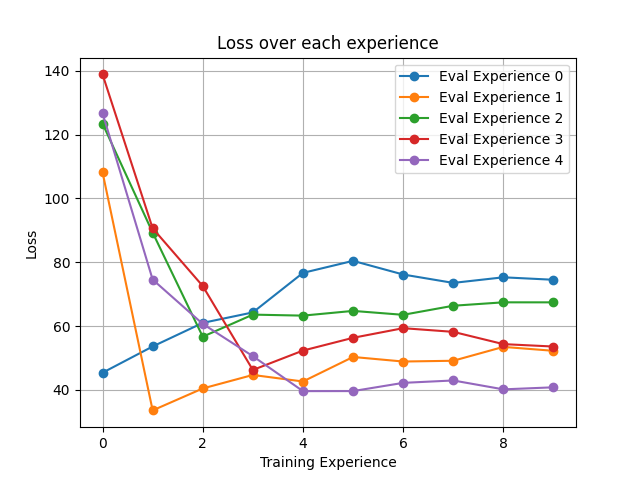 Loss over each experience
140
120
100
80
60
40
Loss
0
2
4
6
8
Training Experience
Eval Experience 0
Eval Experience 1
Eval Experience 2
Eval Experience 3
Eval Experience 4